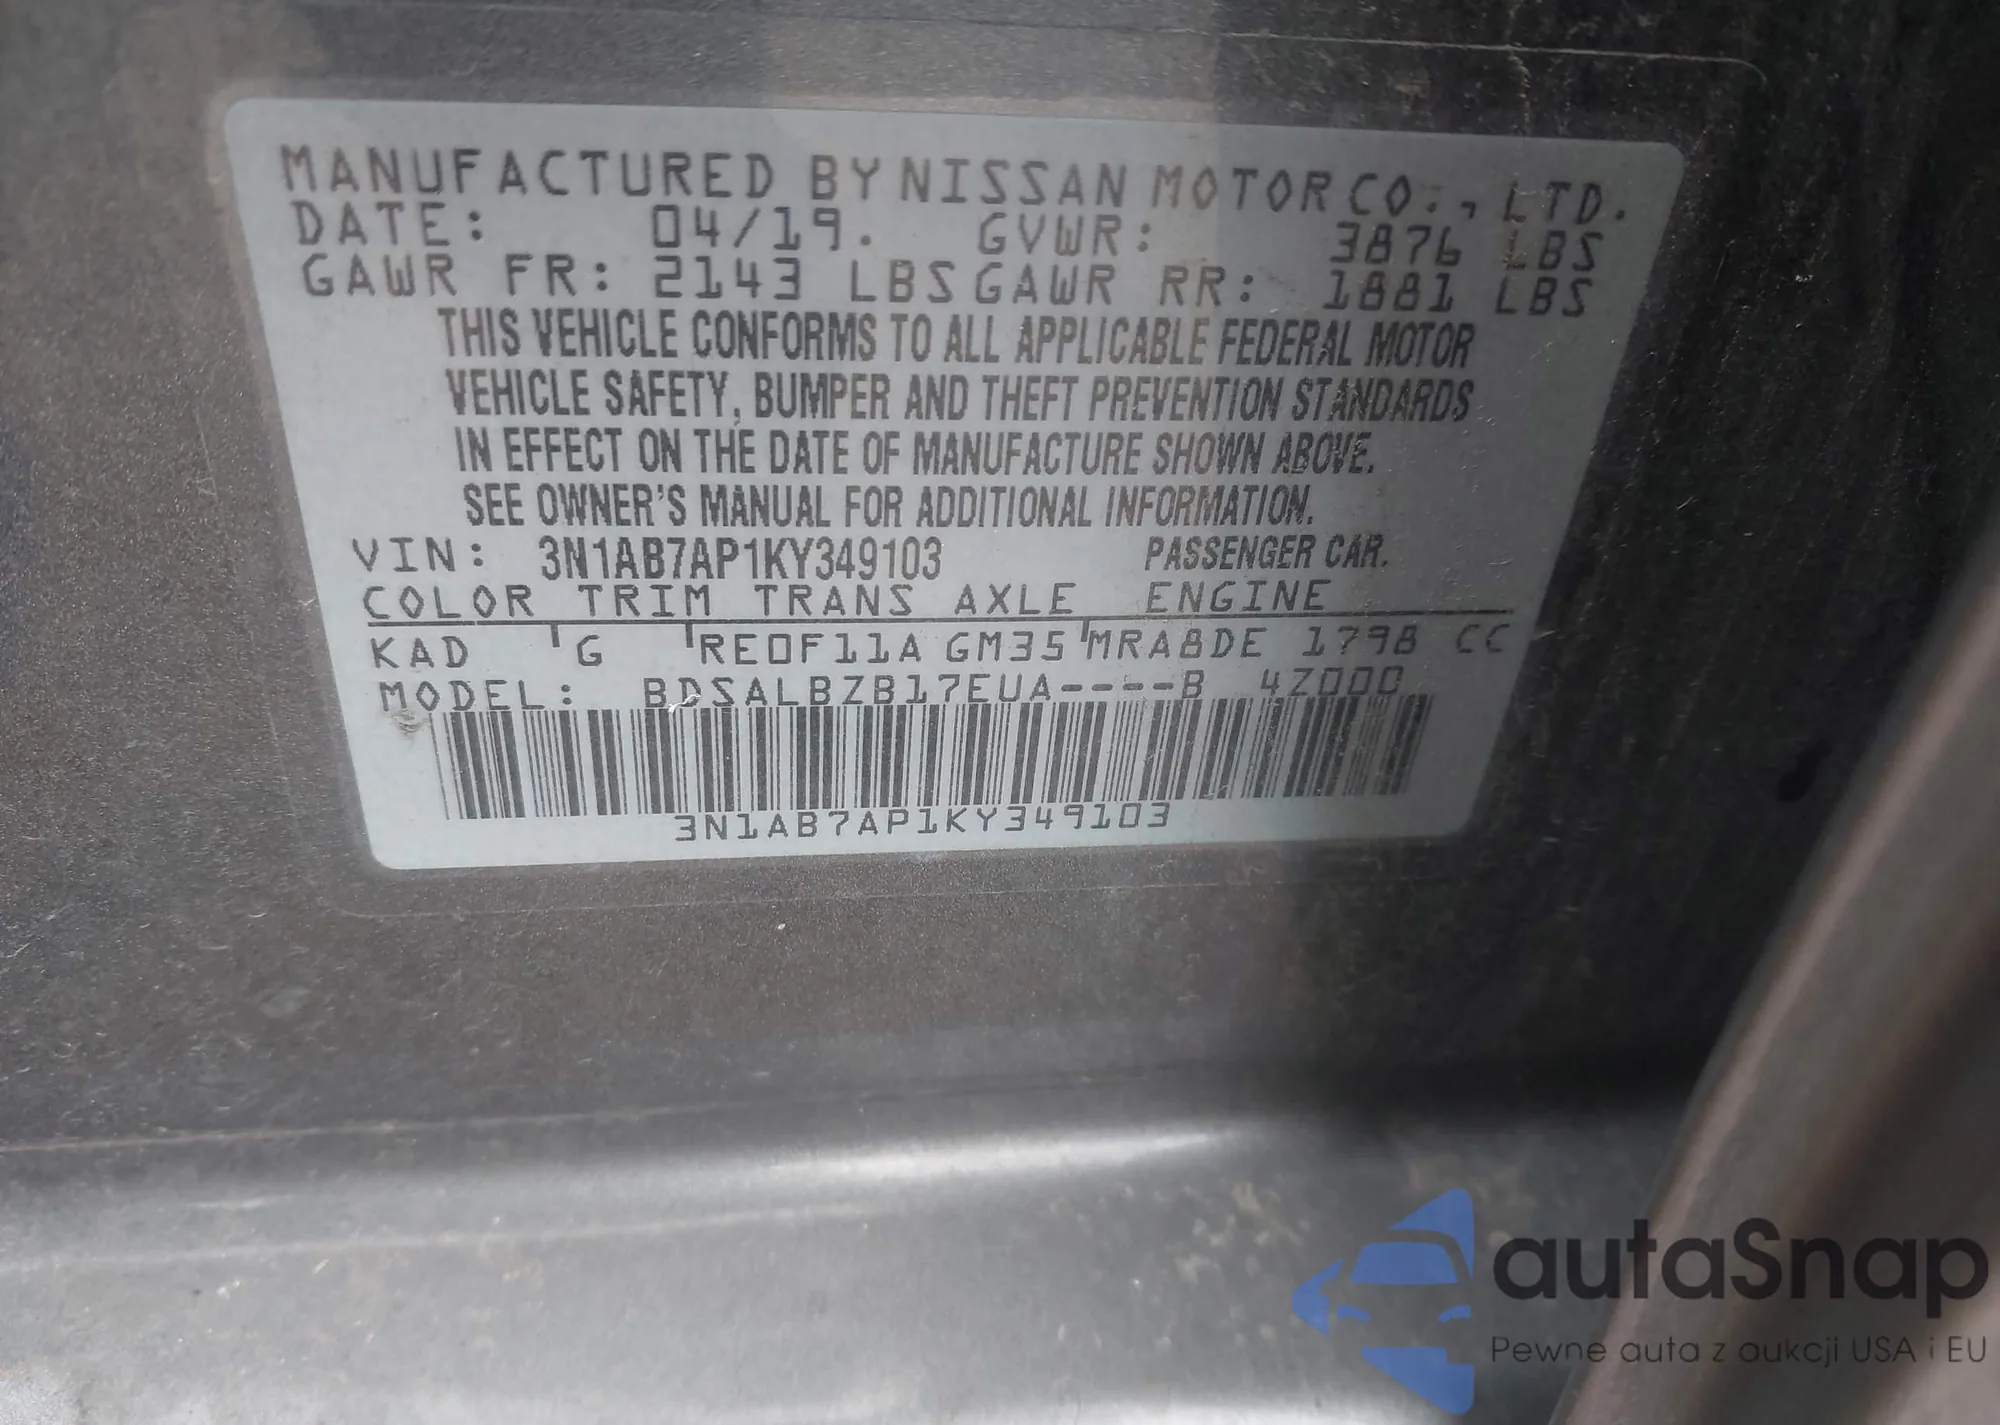 MANUFACTURED BY NISSAN MOTOR CO., LTD.
DATE: 04/19. GVWR: 3876 LBS
GAWR FR: 2143 LBS GAWR RR: 1881 LBS
THIS VEHICLE CONFORMS TO ALL APPLICABLE FEDERAL MOTOR
VEHICLE SAFETY, BUMPER AND THEFT PREVENTION STANDARDS
IN EFFECT ON THE DATE OF MANUFACTURE SHOWN ABOVE.
SEE OWNER'S MANUAL FOR ADDITIONAL INFORMATION.
VIN: 3N1AB7AP1KY349103 PASSENGER CAR.
COLOR TRIM TRANS AXLE ENGINE
KAD G RE0F11A GM35 MRA8DE 1798 CC
MODEL: BDSALBZB17EUA----B 4Z000
3N1AB7AP1KY349103
autaSnap
Pewne auta z aukcji USA i EU